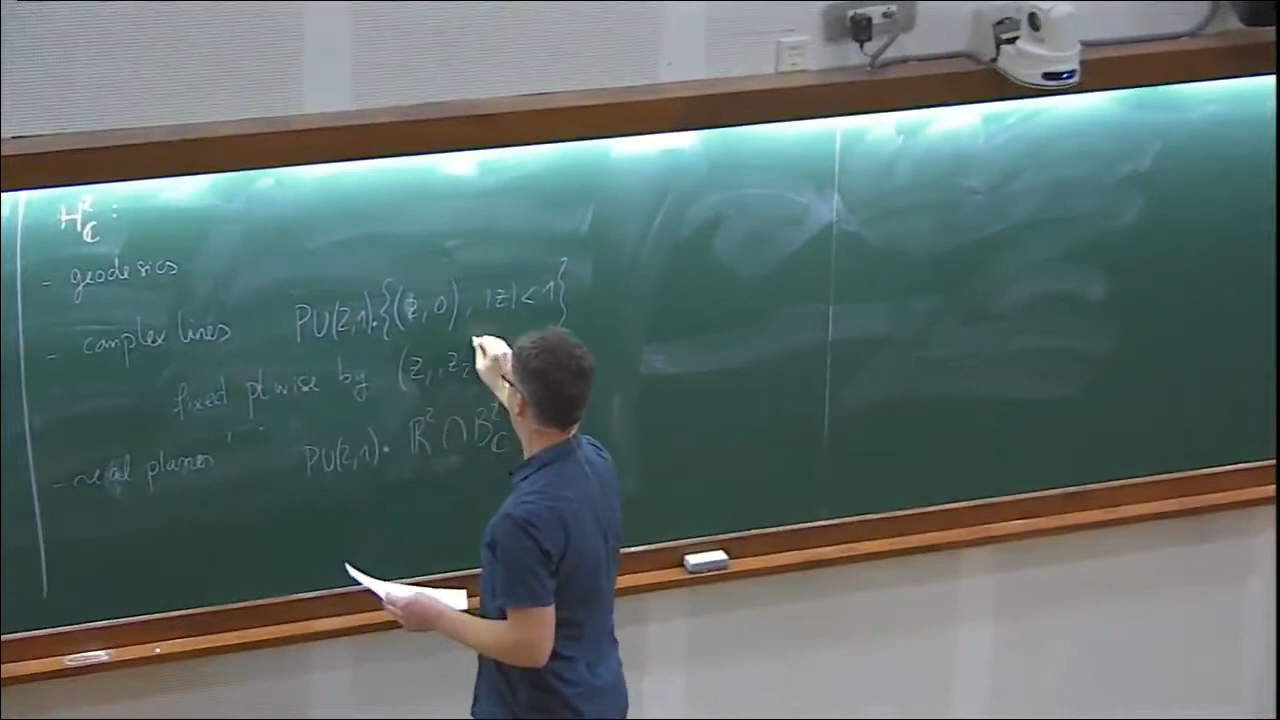 H²_ℂ :
- geodesics
- complex lines PU(2,1).{(z,0), |z|<1}
fixed ptwise by (z₁,z₂
- real planes PU(2,1). ℝ² ∩ B²_ℂ